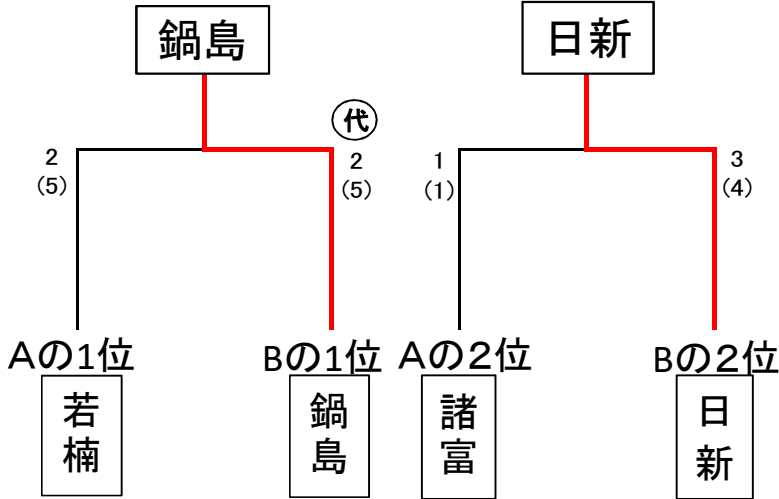 鍋島
日新
代
2
(5)
2
(5)
1
(1)
3
(4)
Aの1位
Bの1位
Aの2位
Bの2位
若楠
鍋島
諸富
日新